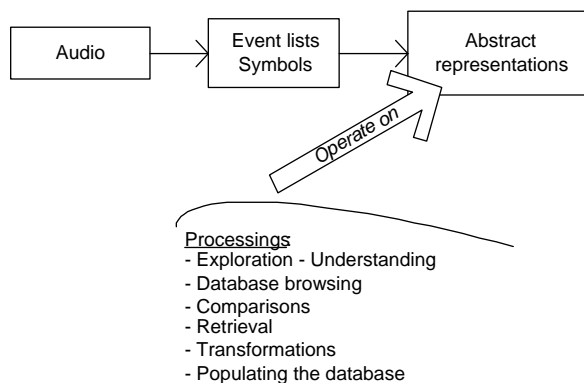 Audio
Event lists
Symbols
Abstract
representations
Operate on
Processings:
- Exploration - Understanding
- Database browsing
- Comparisons
- Retrieval
- Transformations
- Populating the database